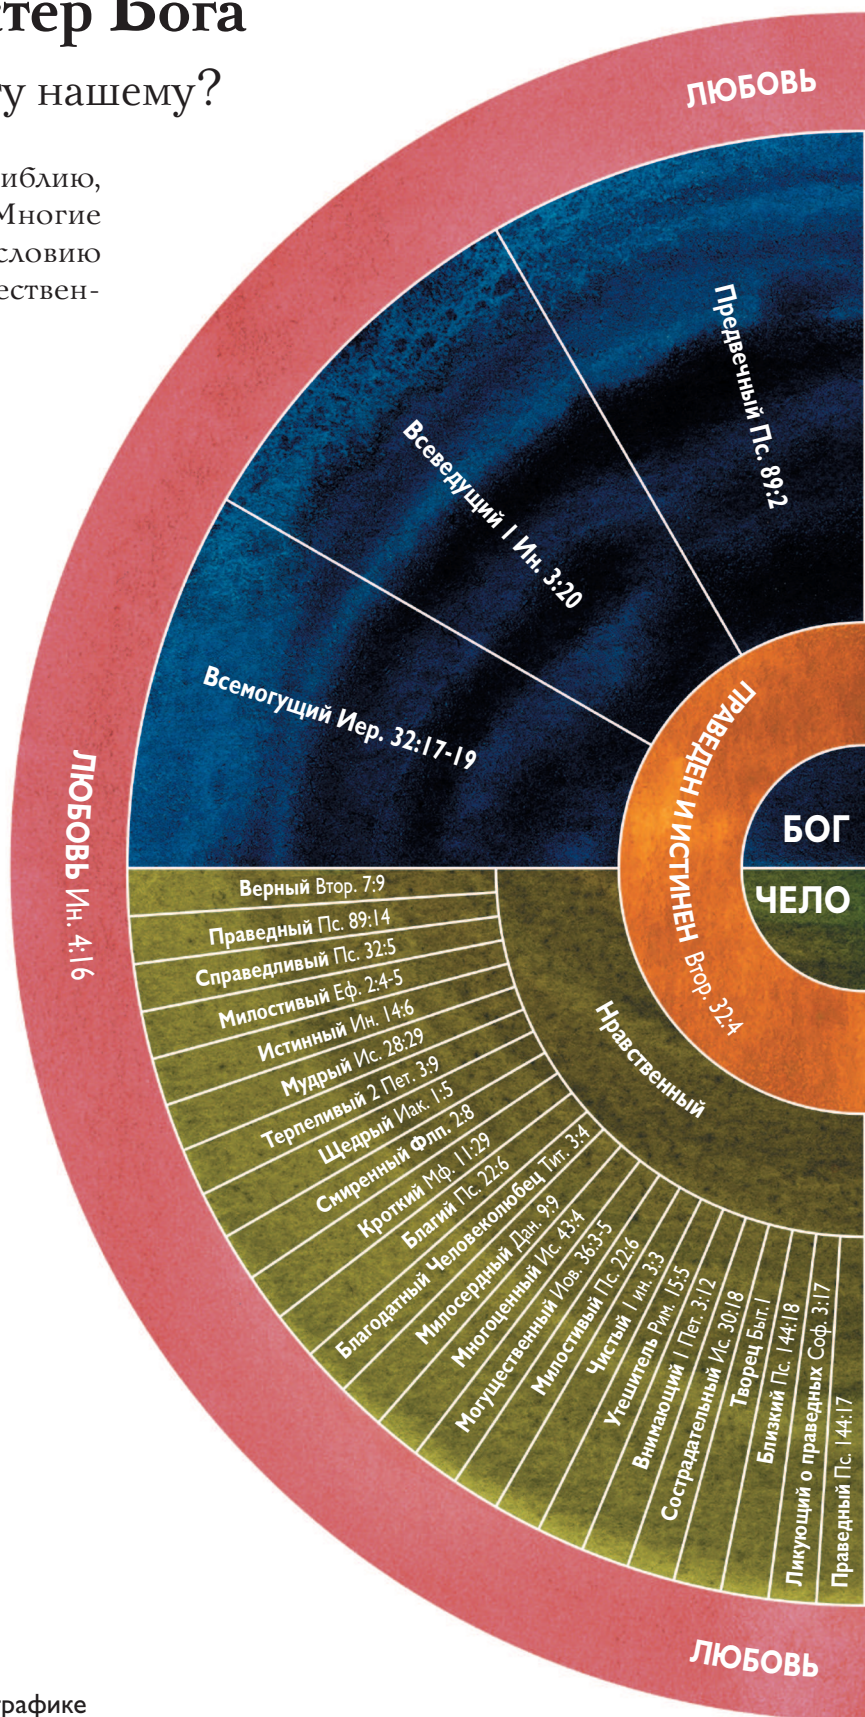 стер Бога
ту нашему?
иблию,
Многие
словию
ествен-
ЛЮБОВЬ
Предвечный Пс. 89:2
Всеведущий 1 Ин. 3:20
Всемогущий Иер. 32:17-19
ЛЮБОВЬ Ин. 4:16
ПРАВЕДЕН И ИСТИНЕН Втор. 32:4
БОГ
ЧЕЛО
Нравственный
Верный Втор. 7:9
Праведный Пс. 89:14
Справедливый Пс. 32:5
Милостивый Еф. 2:4-5
Истинный Ин. 14:6
Мудрый Ис. 28:29
Терпеливый 2 Пет. 3:9
Щедрый Иак. 1:5
Смиренный Флп. 2:8
Кроткий Мф. 11:29
Благий Пс. 22:6
Благодатный Человеколюбец Тит. 3:4
Милосердный Дан. 9:9
Многоценный Ис. 43:4
Могущественный Иов. 36:3-5
Милостивый Пс. 22:6
Чистый 1 ин. 3:3
Утешитель Рим. 15:5
Внимающий 1 Пет. 3:12
Сострадательный Ис. 30:18
Творец Быт.1
Близкий Пс. 144:18
Ликующий о праведных Соф. 3:17
Праведный Пс. 144:17
ЛЮБОВЬ
графике